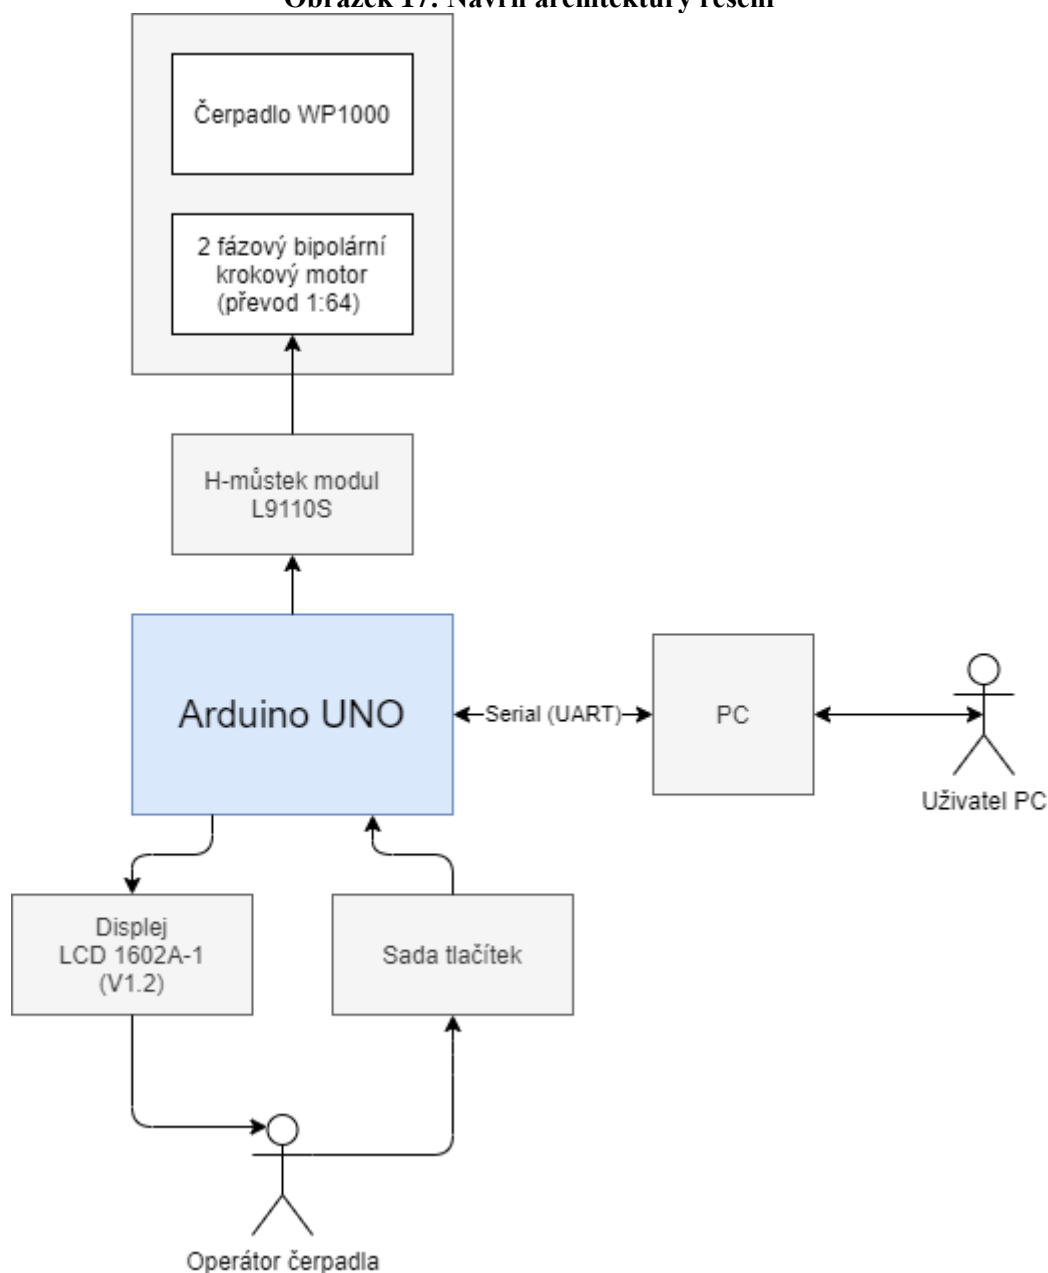 Obrázek 17: Návrh architektury řešení
Čerpadlo WP1000
2 fázový bipolární
krokový motor
(převod 1:64)
H-můstek modul
L9110S
Arduino UNO
Serial (UART)
PC
Uživatel PC
Displej
LCD 1602A-1
(V1.2)
Sada tlačítek
Operátor čerpadla